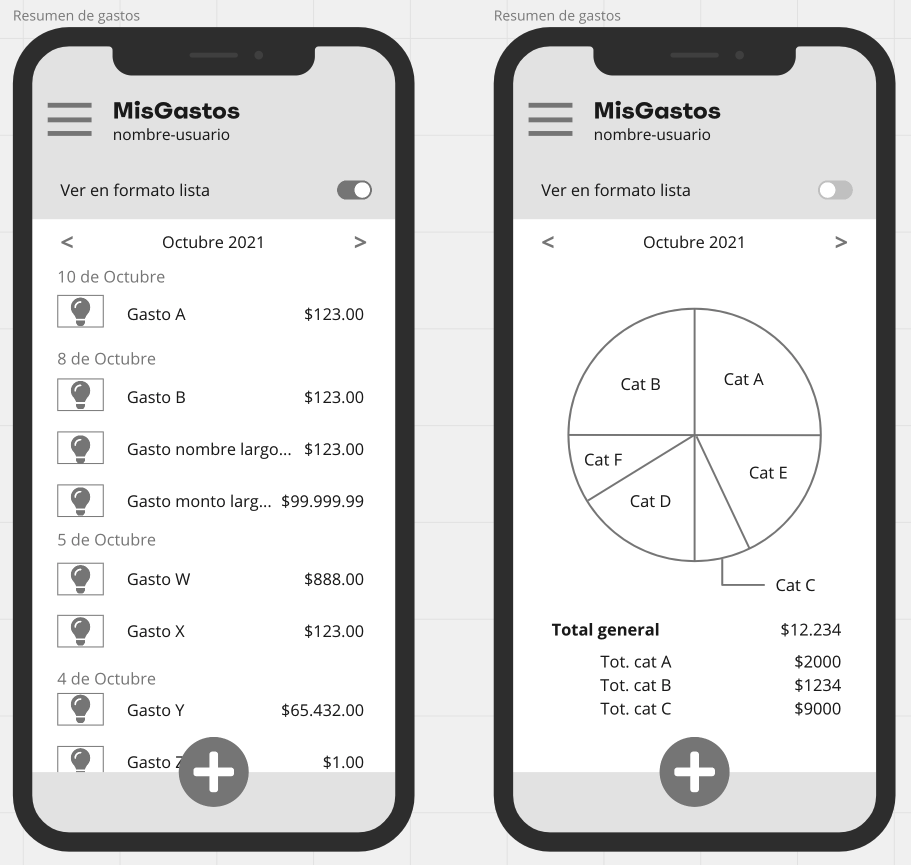 Resumen de gastos
MisGastos
nombre-usuario
Ver en formato lista
< Octubre 2021 >
10 de Octubre
Gasto A $123.00
8 de Octubre
Gasto B $123.00
Gasto nombre largo... $123.00
Gasto monto larg... $99.999.99
5 de Octubre
Gasto W $888.00
Gasto X $123.00
4 de Octubre
Gasto Y $65.432.00
Gasto Z $1.00
Resumen de gastos
MisGastos
nombre-usuario
Ver en formato lista
< Octubre 2021 >
Cat B
Cat A
Cat F
Cat E
Cat D
Cat C
Total general $12.234
Tot. cat A $2000
Tot. cat B $1234
Tot. cat C $9000